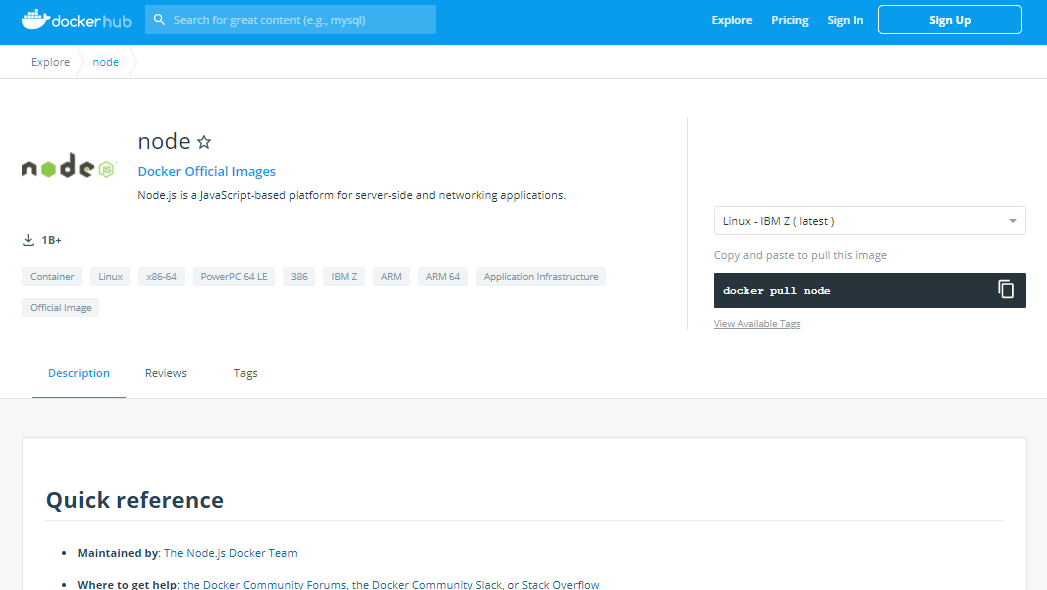 docker hub
Search for great content (e.g., mysql)
Explore
Pricing
Sign In
Sign Up
Explore
node
node
JS
node
Docker Official Images
Node.js is a JavaScript-based platform for server-side and networking applications.
1B+
Container
Linux
x86-64
PowerPC 64 LE
386
IBM Z
ARM
ARM 64
Application Infrastructure
Official Image
Linux - IBM Z ( latest )
Copy and paste to pull this image
docker pull node
View Available Tags
Description
Reviews
Tags
Quick reference
Maintained by: The Node.js Docker Team
Where to get help: the Docker Community Forums, the Docker Community Slack, or Stack Overflow